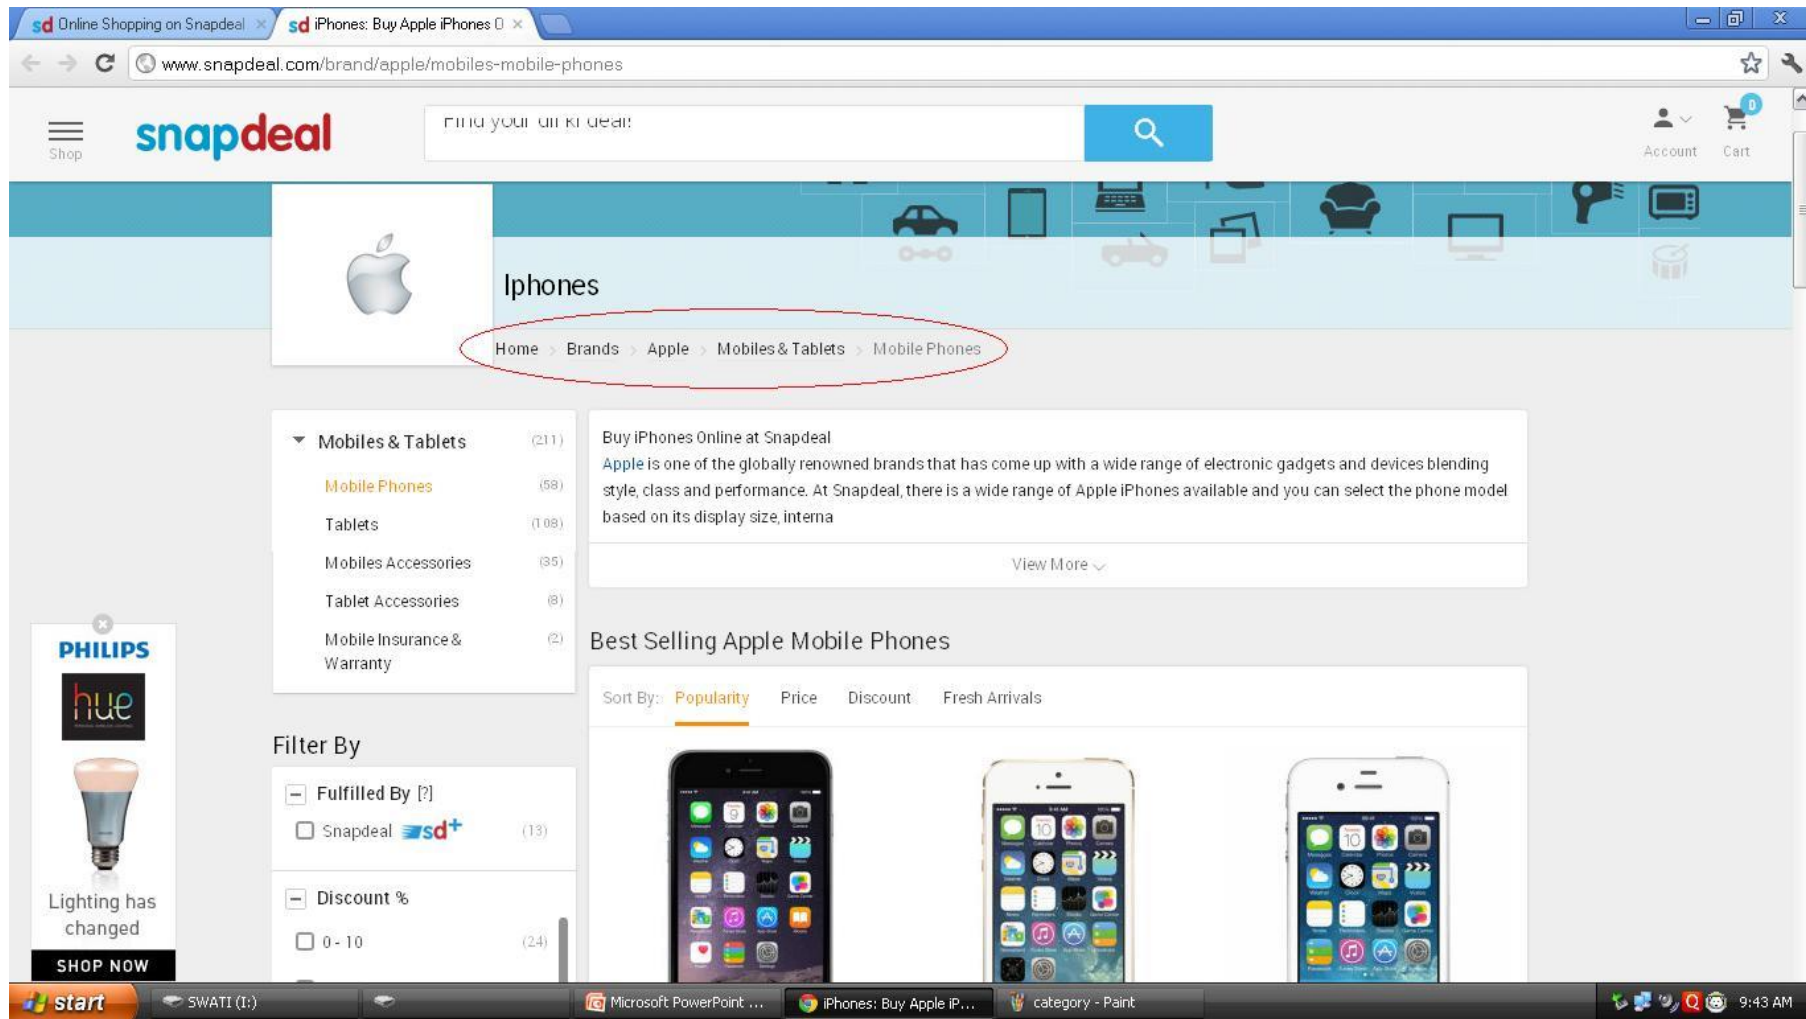 Online Shopping on Snapdeal
iPhones: Buy Apple iPhones O
www.snapdeal.com/brand/apple/mobiles-mobile-phones
Shop
snapdeal
Find your dil ki deal!
0
Account
Cart
Iphones
Home > Brands > Apple > Mobiles & Tablets > Mobile Phones
Mobiles & Tablets (211)
Mobile Phones (58)
Tablets (108)
Mobiles Accessories (35)
Tablet Accessories (8)
Mobile Insurance & (2)
Warranty
Buy iPhones Online at Snapdeal
Apple is one of the globally renowned brands that has come up with a wide range of electronic gadgets and devices blending
style, class and performance. At Snapdeal, there is a wide range of Apple iPhones available and you can select the phone model
based on its display size, interna
View More
Best Selling Apple Mobile Phones
Sort By: Popularity Price Discount Fresh Arrivals
Filter By
Fulfilled By [?]
Snapdeal sd+ (13)
Discount %
0 - 10 (24)
PHILIPS
hue
Lighting has
changed
SHOP NOW
start
SWATI (I:)
Microsoft PowerPoint ...
iPhones: Buy Apple iP...
category - Paint
9:43 AM